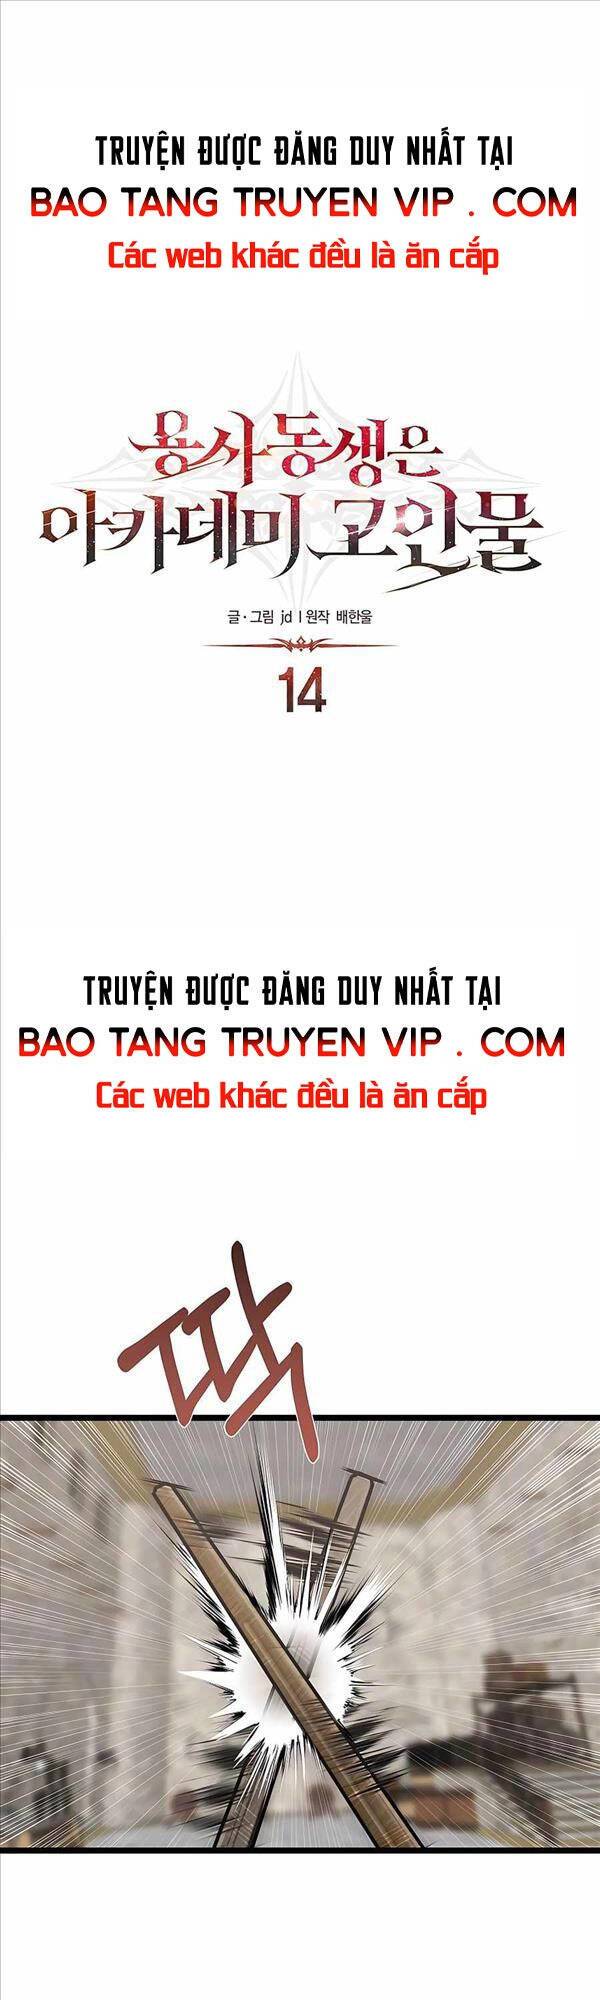 TRUYỆN ĐƯỢC ĐĂNG DUY NHẤT TẠI
BAO TANG TRUYEN VIP . COM
Các web khác đều là ăn cắp
용사 동생은
아카데미 고인물
글·그림 jd | 원작 배한울
14
TRUYỆN ĐƯỢC ĐĂNG DUY NHẤT TẠI
BAO TANG TRUYEN VIP . COM
Các web khác đều là ăn cắp
딱